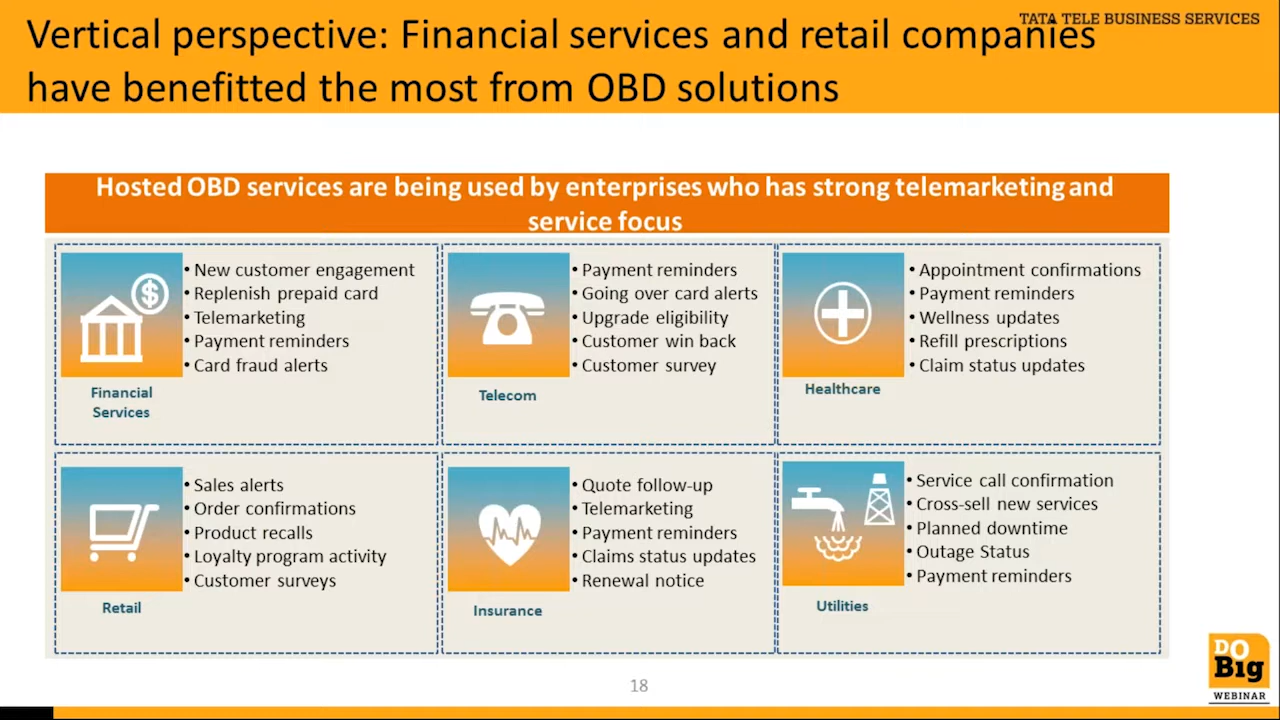 TATA TELE BUSINESS SERVICES
Vertical perspective: Financial services and retail companies
have benefitted the most from OBD solutions
Hosted OBD services are being used by enterprises who has strong telemarketing and
service focus
• New customer engagement
• Replenish prepaid card
• Telemarketing
• Payment reminders
• Card fraud alerts
Financial
Services
• Payment reminders
• Going over card alerts
• Upgrade eligibility
• Customer win back
• Customer survey
Telecom
• Appointment confirmations
• Payment reminders
• Wellness updates
• Refill prescriptions
• Claim status updates
Healthcare
• Sales alerts
• Order confirmations
• Product recalls
• Loyalty program activity
• Customer surveys
Retail
• Quote follow-up
• Telemarketing
• Payment reminders
• Claims status updates
• Renewal notice
Insurance
• Service call confirmation
• Cross-sell new services
• Planned downtime
• Outage Status
• Payment reminders
Utilities
18
DO
Big
WEBINAR